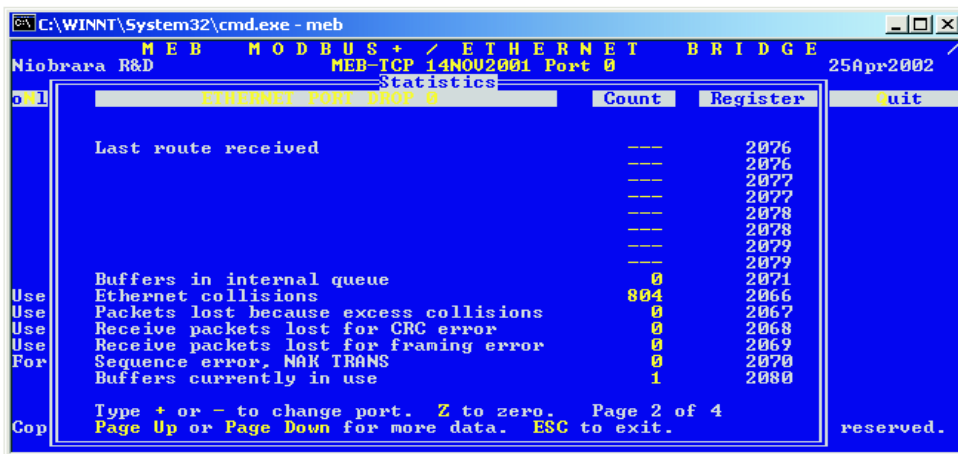 C:\WINNT\System32\cmd.exe - meb
M E B M O D B U S + / E T H E R N E T B R I D G E /
Niobrara R&D MEB-TCP 14NOV2001 Port 0 25Apr2002
Statistics
oNl ETHERNET PORT DROP 0 Count Register Quit
Last route received --- 2076
--- 2076
--- 2077
--- 2077
--- 2078
--- 2078
--- 2079
--- 2079
Buffers in internal queue 0 2071
Use Ethernet collisions 804 2066
Use Packets lost because excess collisions 0 2067
Use Receive packets lost for CRC error 0 2068
Use Receive packets lost for framing error 0 2069
For Sequence error, NAK TRANS 0 2070
Buffers currently in use 1 2080
Type + or - to change port. Z to zero. Page 2 of 4
Cop Page Up or Page Down for more data. ESC to exit. reserved.